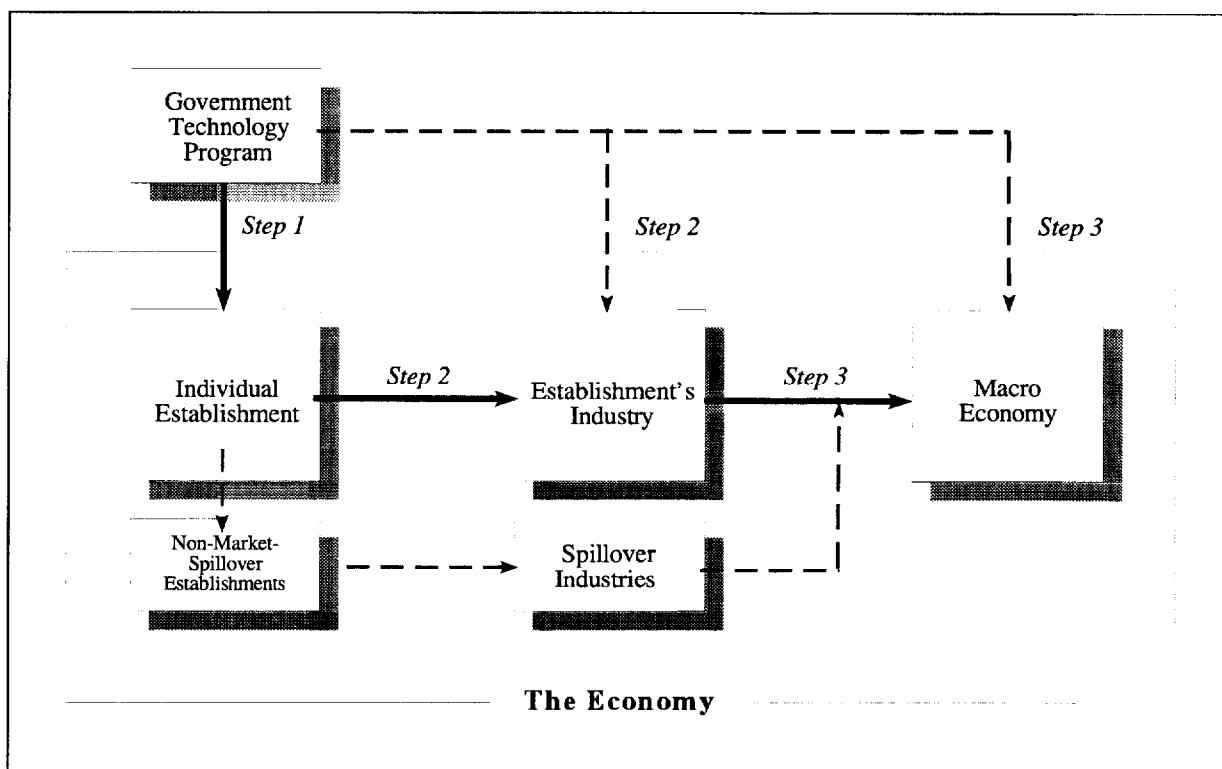 Government
Technology
Program
Step 1
Step 2
Step 3
Individual
Establishment
Step 2
Establishment's
Industry
Step 3
Macro
Economy
Non-Market-
Spillover
Establishments
Spillover
Industries
The Economy